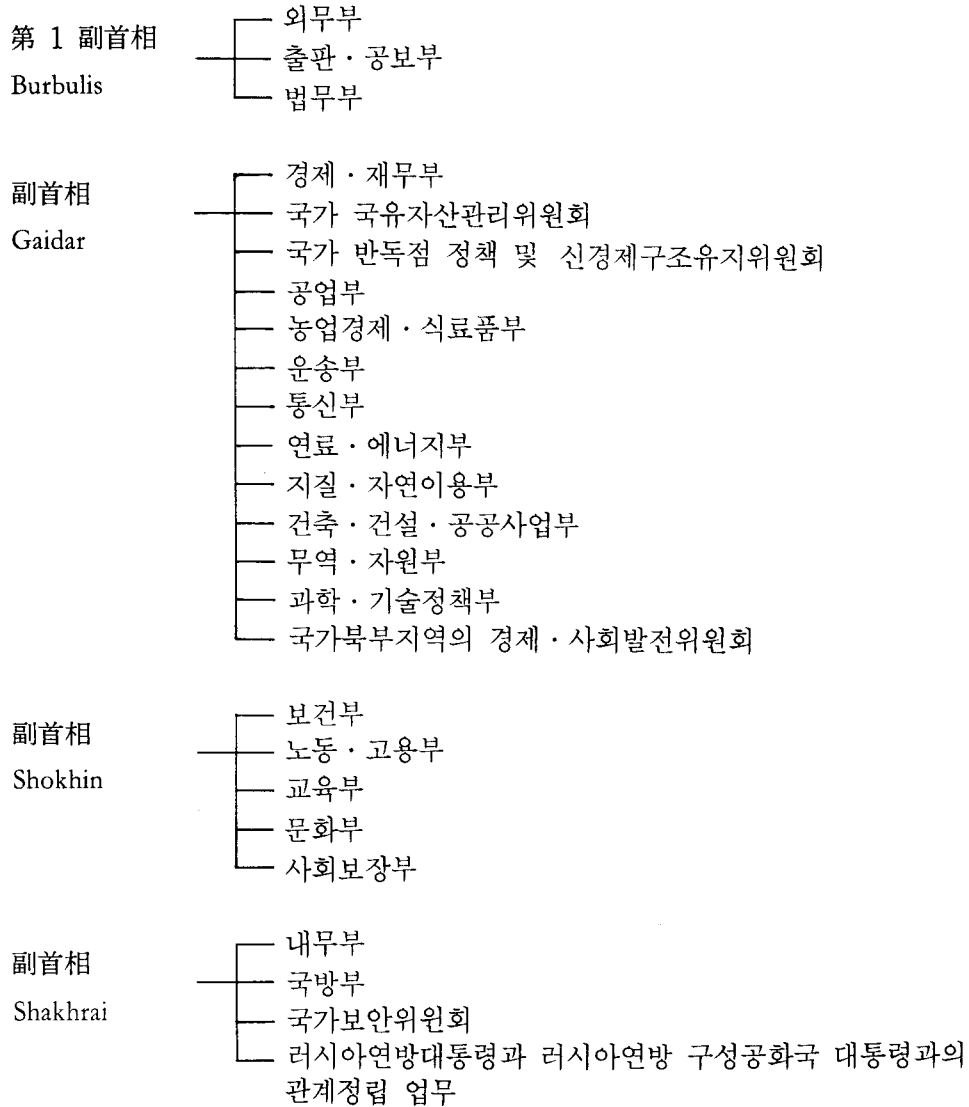 第 1 副首相
Burbulis
외무부
출판 · 공보부
법무부
副首相
Gaidar
경제 · 재무부
국가 국유자산관리위원회
국가 반독점 정책 및 신경제구조유지위원회
공업부
농업경제 · 식료품부
운송부
통신부
연료 · 에너지부
지질 · 자연이용부
건축 · 건설 · 공공사업부
무역 · 자원부
과학 · 기술정책부
국가북부지역의 경제 · 사회발전위원회
副首相
Shokhin
보건부
노동 · 고용부
교육부
문화부
사회보장부
副首相
Shakhrai
내무부
국방부
국가보안위원회
러시아연방대통령과 러시아연방 구성공화국 대통령과의
관계정립 업무